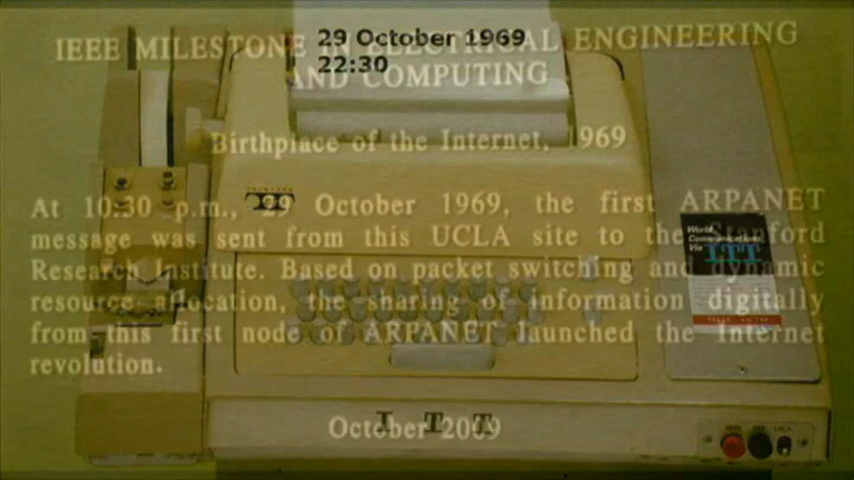 29 October 1969
22:30
IEEE MILESTONE IN ELECTRICAL ENGINEERING
AND COMPUTING
Birthplace of the Internet, 1969
At 10:30 p.m., 29 October 1969, the first ARPANET
message was sent from this UCLA site to the Stanford
Research Institute. Based on packet switching and dynamic
resource allocation, the sharing of information digitally
from this first node of ARPANET launched the Internet
revolution.
October 2009
World
Communications
Via ITT
I T T